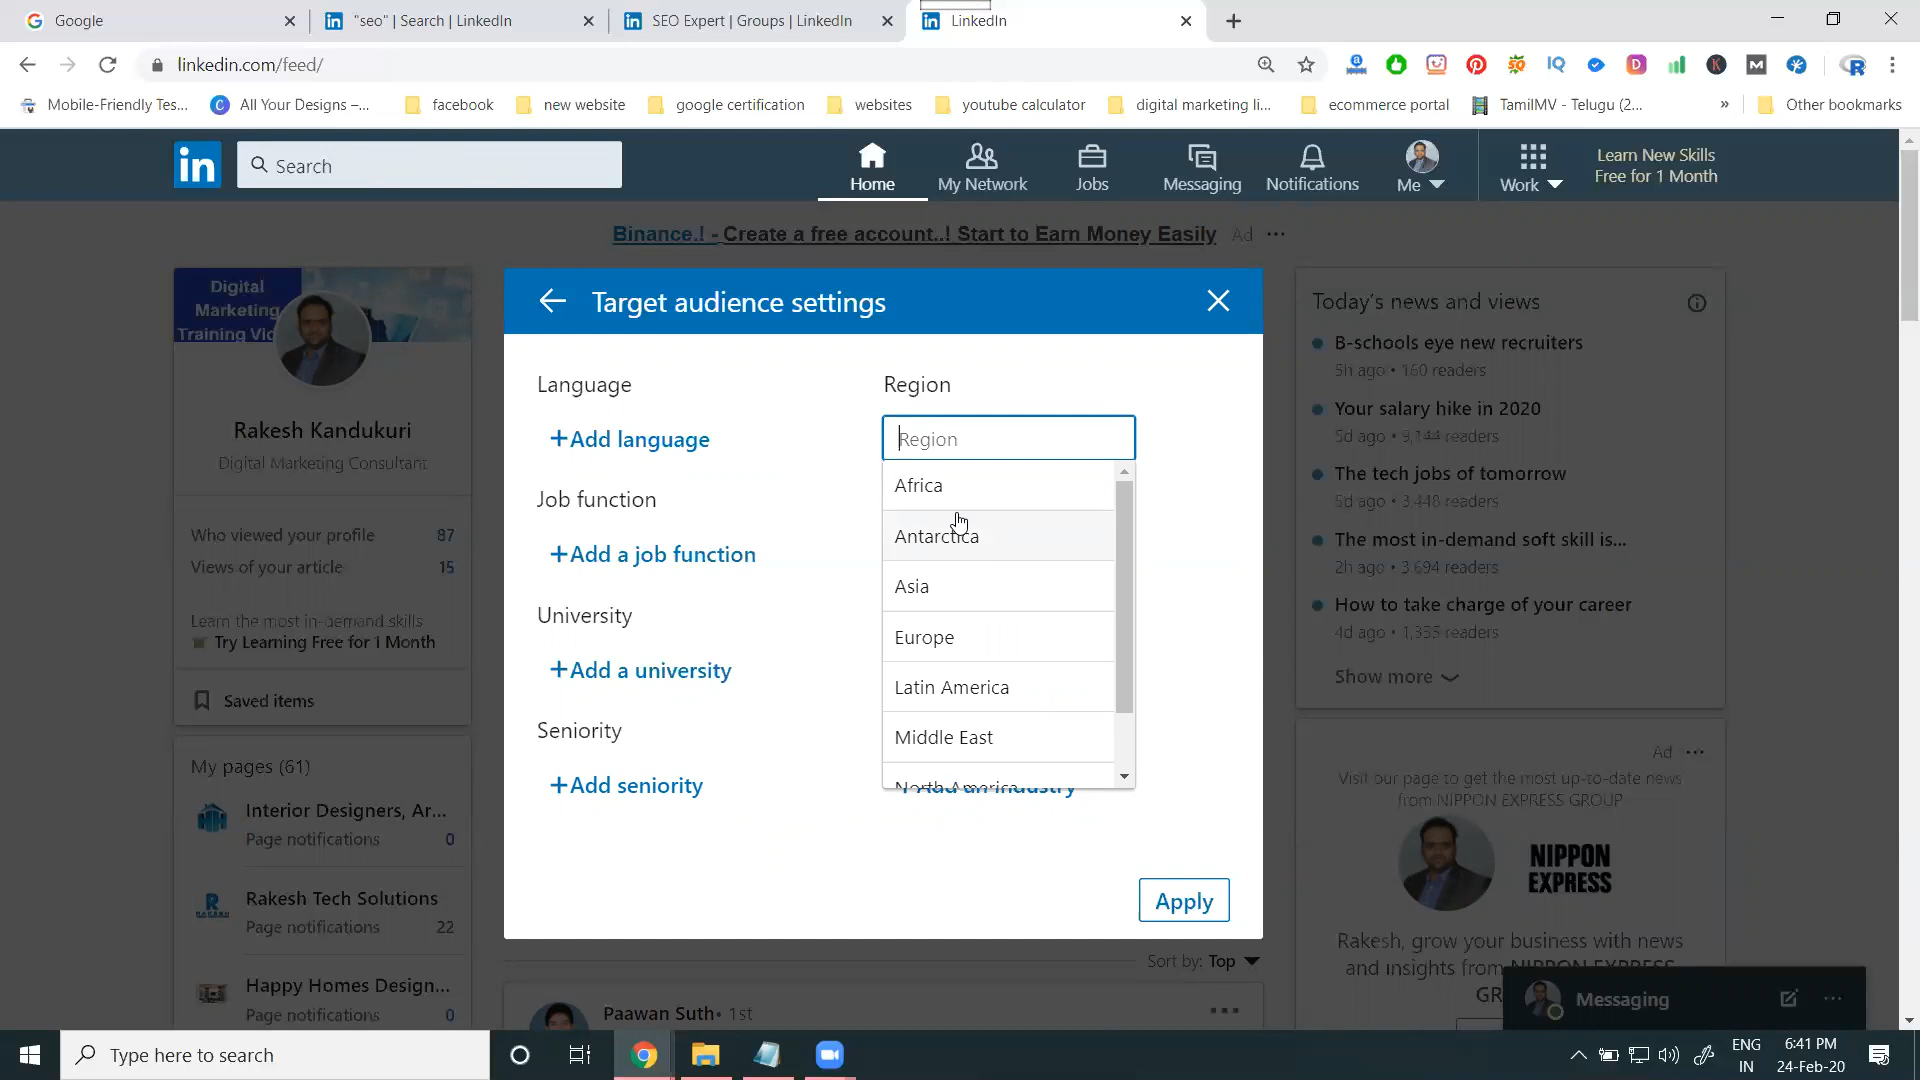 Google
"seo" | Search | LinkedIn
SEO Expert | Groups | LinkedIn
LinkedIn
linkedin.com/feed/
Mobile-Friendly Tes...
All Your Designs –...
facebook
new website
google certification
websites
youtube calculator
digital marketing li...
ecommerce portal
TamilMV - Telugu (2...
»
Other bookmarks
in
Search
Home
My Network
Jobs
Messaging
Notifications
Me
Work
Learn New Skills
Free for 1 Month
Binance.! - Create a free account..! Start to Earn Money Easily
Ad
Digital
Marketing
Training Vid
Rakesh Kandukuri
Digital Marketing Consultant
Who viewed your profile 87
Views of your article 15
Learn the most in-demand skills
Try Learning Free for 1 Month
Saved items
My pages (61)
Interior Designers, Ar...
Page notifications 0
Rakesh Tech Solutions
Page notifications 22
Happy Homes Design...
Page notifications 0
Target audience settings
Language
+Add language
Job function
+Add a job function
University
+Add a university
Seniority
+Add seniority
Region
Region
Africa
Antarctica
Asia
Europe
Latin America
Middle East
North America
+Add an industry
Apply
Sort by: Top
Paawan Suth • 1st
Today's news and views
B-schools eye new recruiters
5h ago • 160 readers
Your salary hike in 2020
5d ago • 9,144 readers
The tech jobs of tomorrow
5d ago • 3,448 readers
The most in-demand soft skill is...
2h ago • 3,694 readers
How to take charge of your career
4d ago • 1,355 readers
Show more
Ad
Visit our page to get the most up-to-date news
from NIPPON EXPRESS GROUP
NIPPON
EXPRESS
Rakesh, grow your business with news
and insights from NIPPON EXPRESS
GR
Messaging
Type here to search
ENG
IN
6:41 PM
24-Feb-20